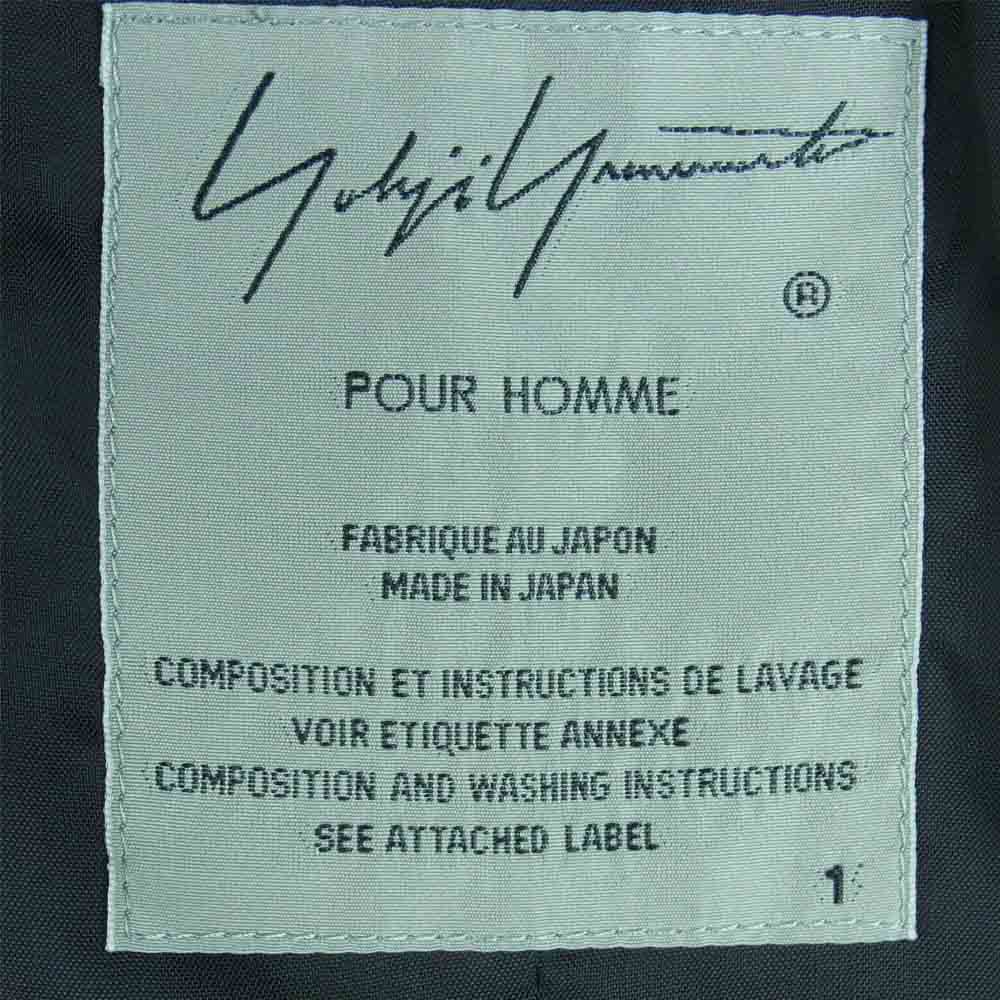 Yohji Yamamoto
®
POUR HOMME
FABRIQUE AU JAPON
MADE IN JAPAN
COMPOSITION ET INSTRUCTIONS DE LAVAGE
VOIR ETIQUETTE ANNEXE
COMPOSITION AND WASHING INSTRUCTIONS
SEE ATTACHED LABEL
1